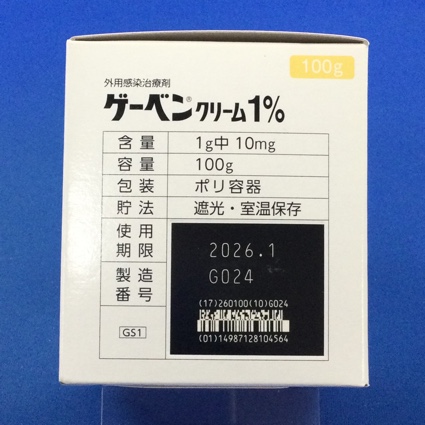 100g
外用感染治療剤
ゲーベン®クリーム1%
含量 1g中 10mg
容量 100g
包装 ポリ容器
貯法 遮光・室温保存
使用期限 2026.1
製造番号 G024
(17)260100(10)G024
GS1 (01)14987128104564